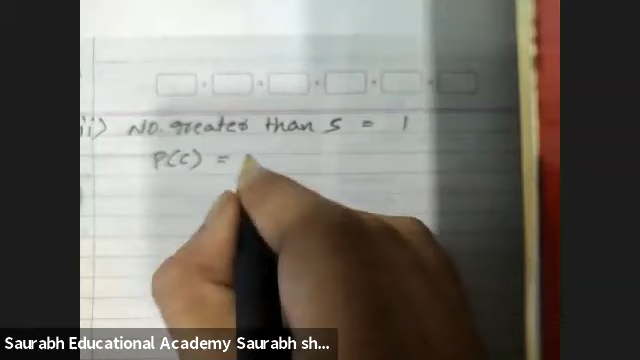 ii) No. greater than 5 = 1
P(C) =
Saurabh Educational Academy Saurabh sh...